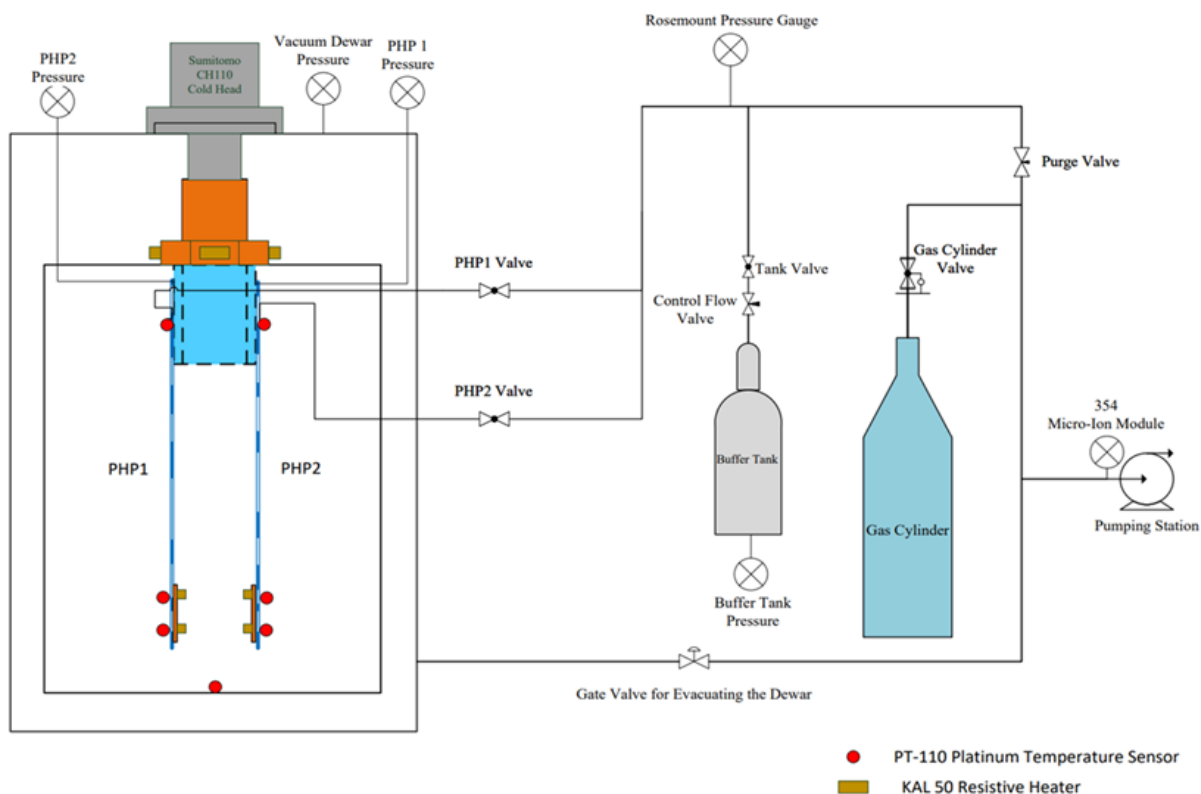 Rosemount Pressure Gauge
Vacuum Dewar
Pressure
PHP 1
Pressure
PHP2
Pressure
Sumitomo
CH110
Cold Head
Purge Valve
Gas Cylinder
Valve
PHP1 Valve
Tank Valve
Control Flow
Valve
PHP2 Valve
354
Micro-Ion Module
PHP1
PHP2
Buffer Tank
Gas Cylinder
Pumping Station
Buffer Tank
Pressure
Gate Valve for Evacuating the Dewar
PT-110 Platinum Temperature Sensor
KAL 50 Resistive Heater